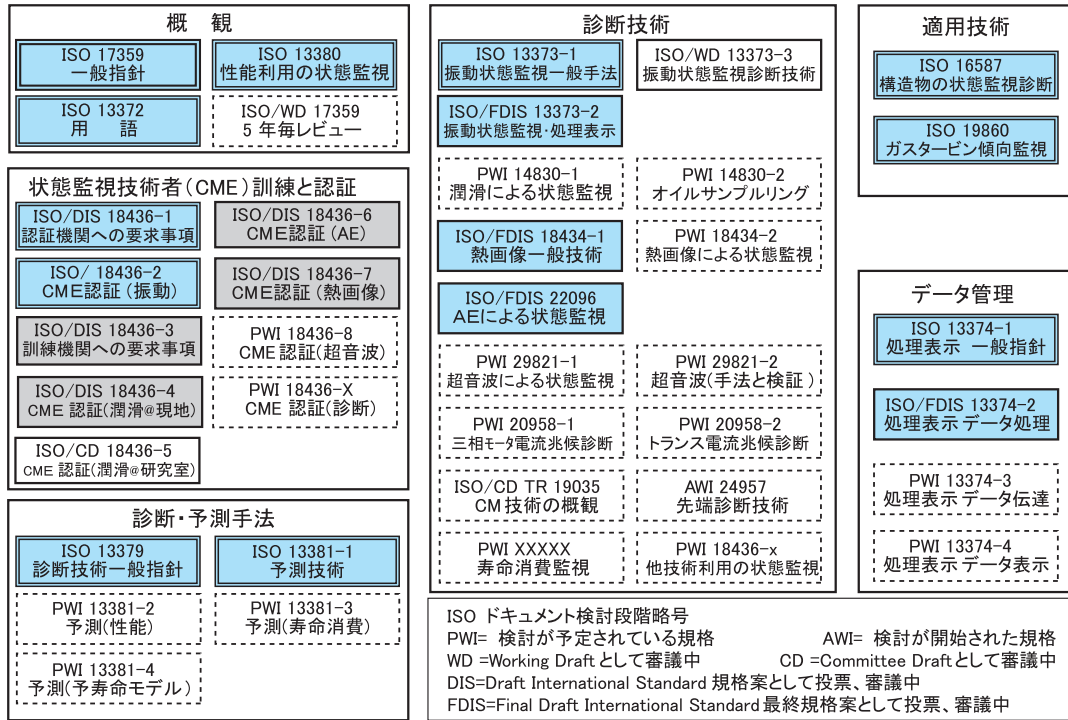 概　観
ISO 17359
一般指針
ISO 13380
性能利用の状態監視
ISO 13372
用　語
ISO/WD 17359
5 年毎レビュー
状態監視技術者(CME)訓練と認証
ISO/DIS 18436-1
認証機関への要求事項
ISO/DIS 18436-6
CME認証(AE)
ISO/ 18436-2
CME認証(振動)
ISO/DIS 18436-7
CME認証(熱画像)
ISO/DIS 18436-3
訓練機関への要求事項
PWI 18436-8
CME 認証(超音波)
ISO/DIS 18436-4
CME 認証(潤滑@現地)
PWI 18436-X
CME 認証(診断)
ISO/CD 18436-5
CME 認証(潤滑@研究室)
診断・予測手法
ISO 13379
診断技術一般指針
ISO 13381-1
予測技術
PWI 13381-2
予測(性能)
PWI 13381-3
予測(寿命消費)
PWI 13381-4
予測(予寿命モデル)
診断技術
ISO 13373-1
振動状態監視一般手法
ISO/WD 13373-3
振動状態監視診断技術
ISO/FDIS 13373-2
振動状態監視・処理表示
PWI 14830-1
潤滑による状態監視
PWI 14830-2
オイルサンプルリング
ISO/FDIS 18434-1
熱画像一般技術
PWI 18434-2
熱画像による状態監視
ISO/FDIS 22096
AEによる状態監視
PWI 29821-1
超音波による状態監視
PWI 29821-2
超音波(手法と検証)
PWI 20958-1
三相モータ電流兆候診断
PWI 20958-2
トランス電流兆候診断
ISO/CD TR 19035
CM 技術の概観
AWI 24957
先端診断技術
PWI XXXXX
寿命消費監視
PWI 18436-x
他技術利用の状態監視
適用技術
ISO 16587
構造物の状態監視診断
ISO 19860
ガスタービン傾向監視
データ管理
ISO 13374-1
処理表示 一般指針
ISO/FDIS 13374-2
処理表示 データ処理
PWI 13374-3
処理表示 データ伝達
PWI 13374-4
処理表示 データ表示
ISO ドキュメント検討段階略号
PWI= 検討が予定されている規格　AWI= 検討が開始された規格
WD =Working Draftとして審議中　CD =Committee Draftとして審議中
DIS=Draft International Standard 規格案として投票、審議中
FDIS=Final Draft International Standard 最終規格案として投票、審議中